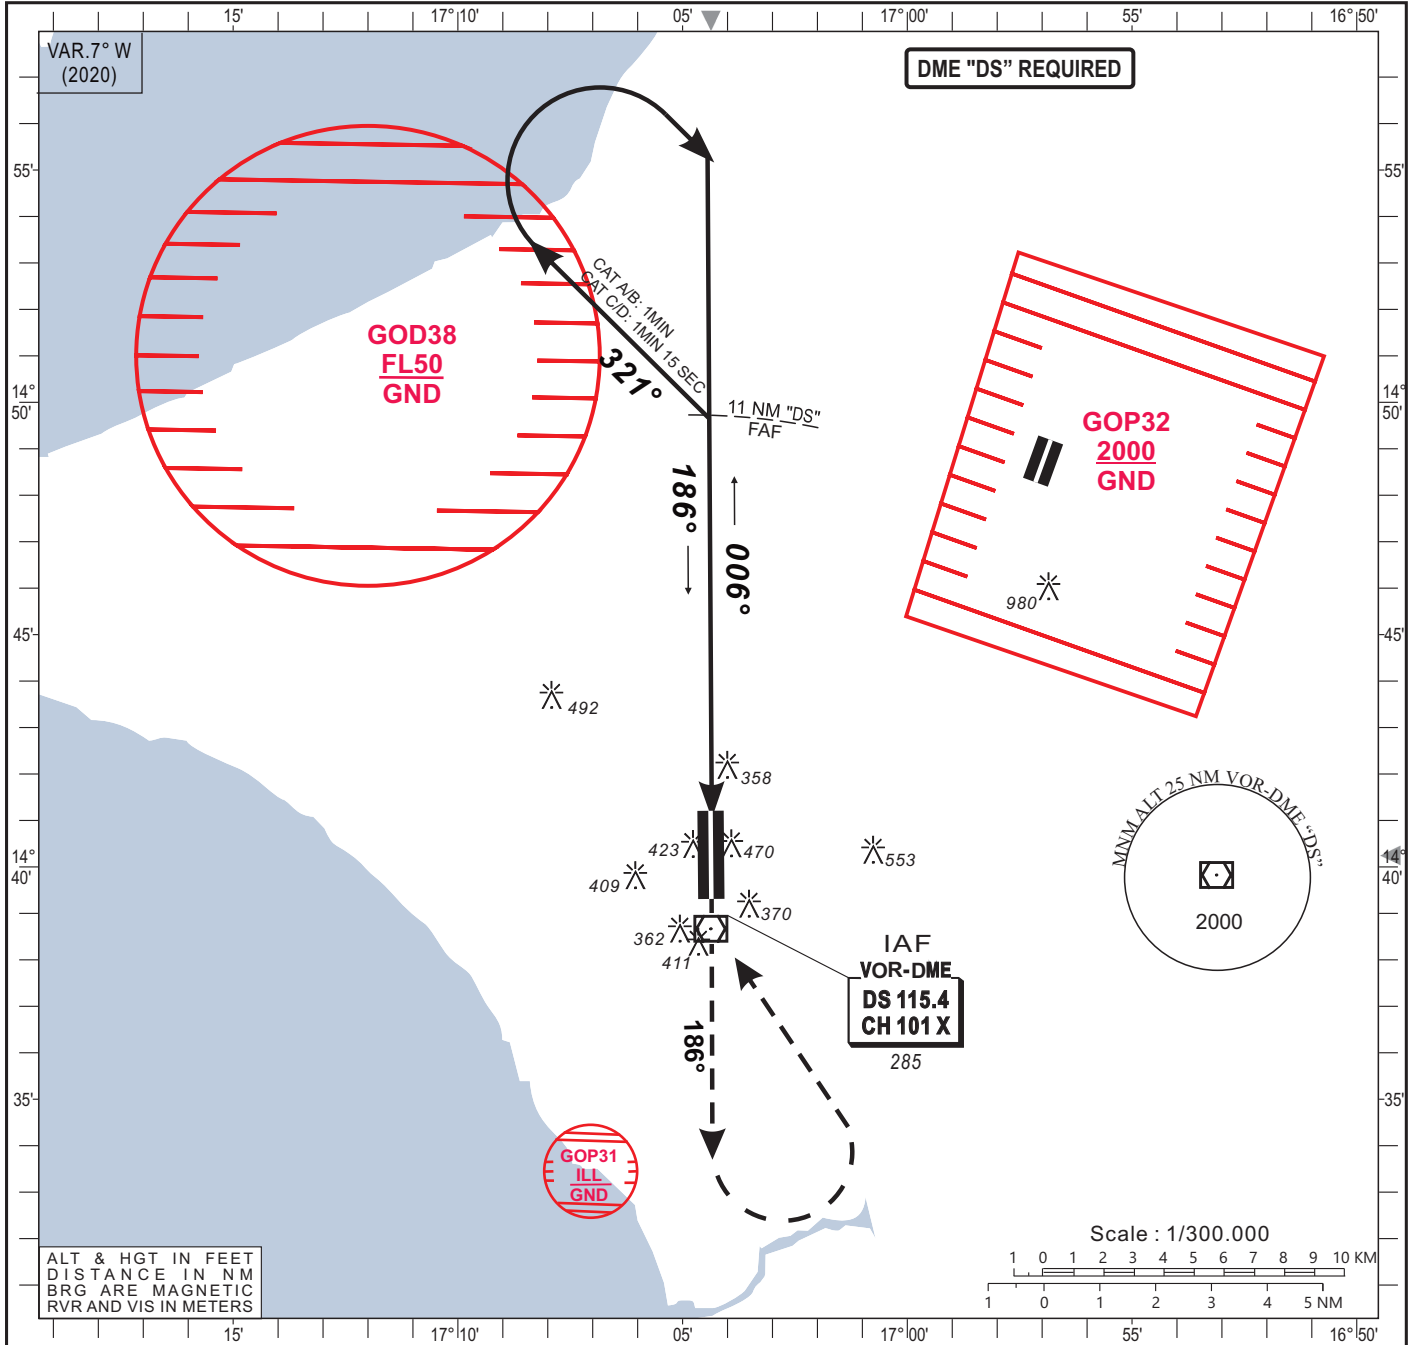 15'
17°10'
05'
17°00'
55'
16°50'
VAR.7° W
(2020)
DME "DS” REQUIRED
55'
55'
CAT A/B: 1MIN
CAT C/D: 1MIN 15 SEC
321°
GOD38
FL50
GND
14°
50'
14°
50'
11 NM "DS"
FAF
GOP32
2000
GND
186°
006°
980
45'
45'
492
358
MNM ALT 25 NM VOR-DME “DS”
423
470
553
14°
40'
14°
40'
409
370
2000
362
411
IAF
VOR-DME
DS 115.4
CH 101 X
285
186°
35'
35'
GOP31
ILL
GND
Scale : 1/300.000
1 0 1 2 3 4 5 6 7 8 9 10 KM
1 0 1 2 3 4 5 NM
ALT & HGT IN FEET
DISTANCE IN NM
BRG ARE MAGNETIC
RVR AND VIS IN METERS
15'
17°10'
05'
17°00'
55'
16°50'